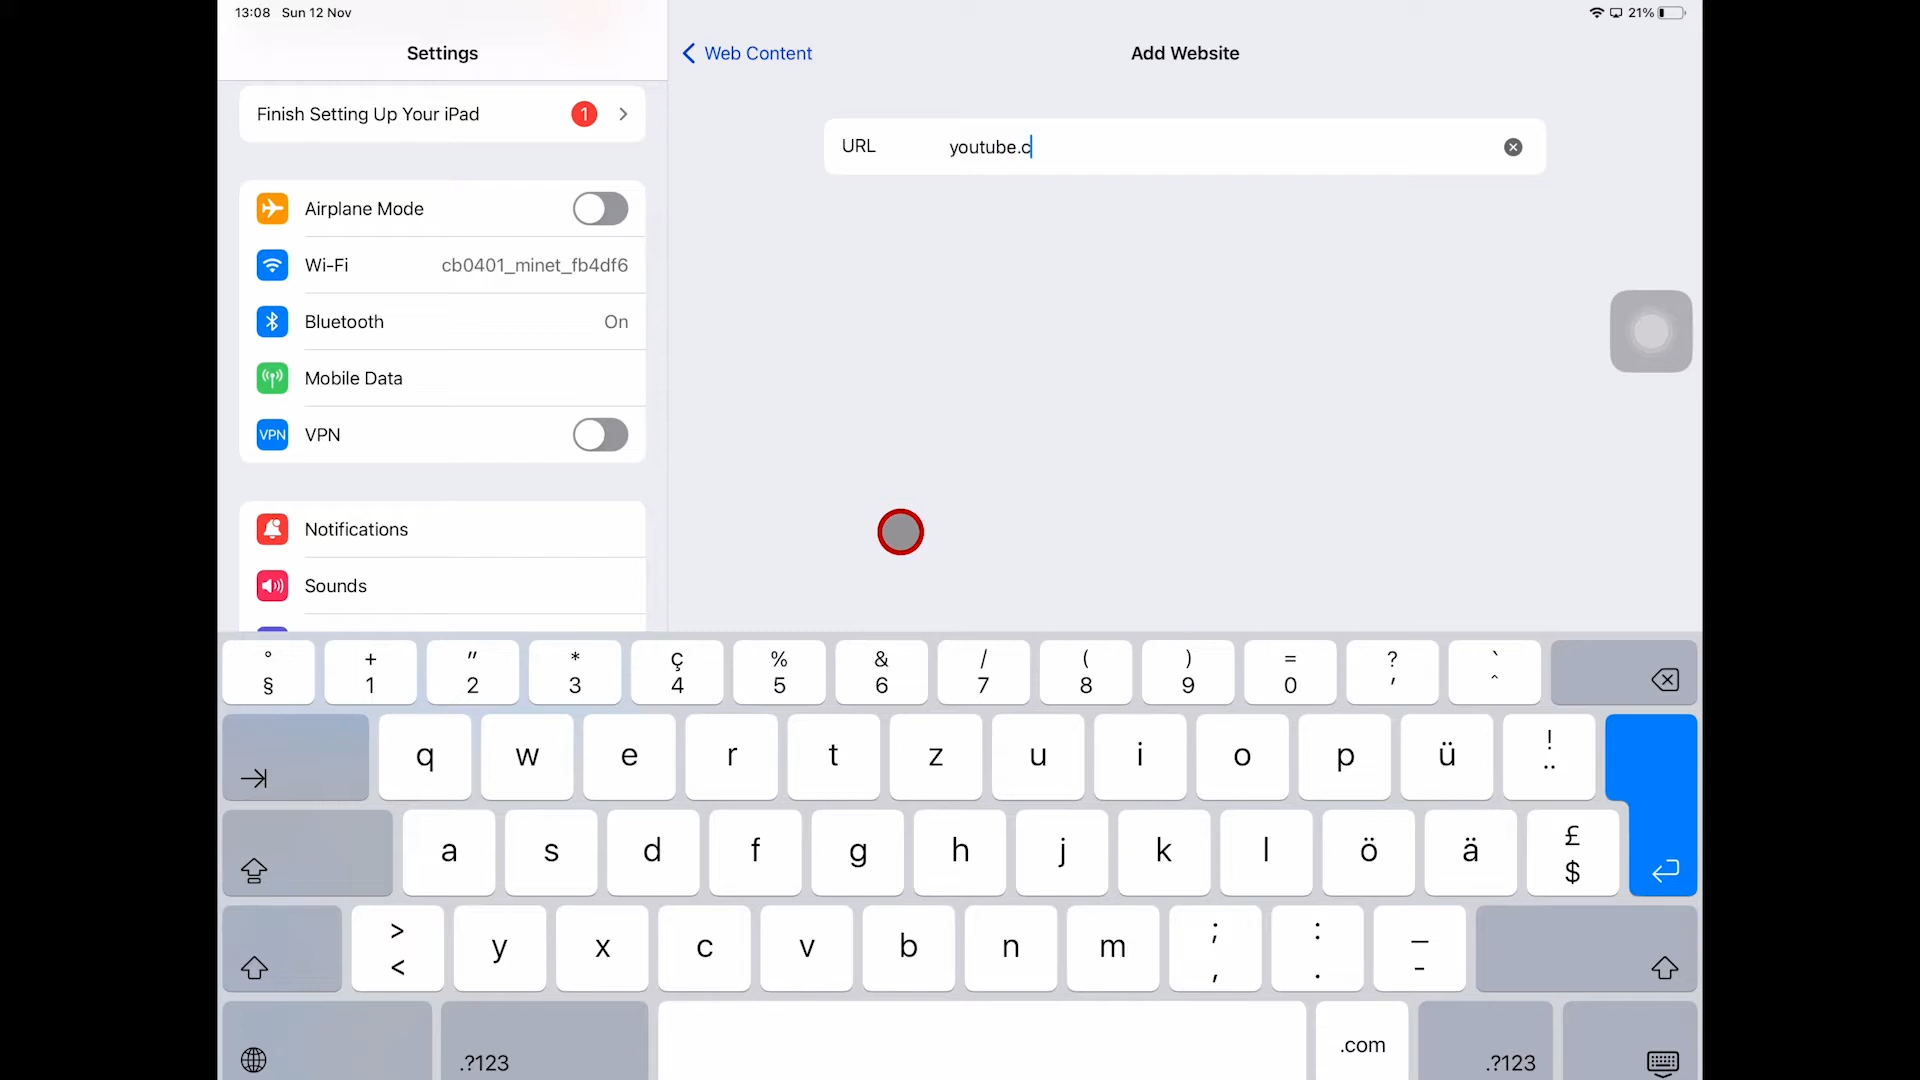 13:08 Sun 12 Nov
21%
Settings
Web Content
Add Website
Finish Setting Up Your iPad 1
URL youtube.c
Airplane Mode
Wi-Fi cb0401_minet_fb4df6
Bluetooth On
Mobile Data
VPN VPN
Notifications
Sounds
° + " * ç % & / ( ) = ? `
§ 1 2 3 4 5 6 7 8 9 0 ' ^
q w e r t z u i o p ü ! ¨
a s d f g h j k l ö ä £ $
> < y x c v b n m ; , : . _ -
.?123 .com .?123